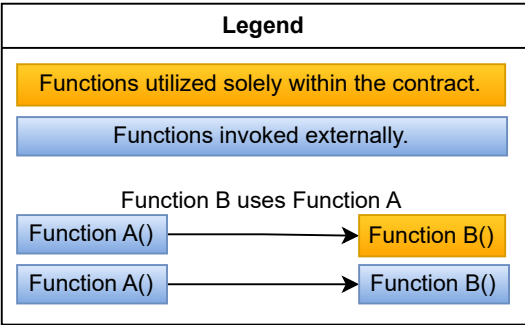 Legend
Functions utilized solely within the contract.
Functions invoked externally.
Function B uses Function A
Function A()
Function B()
Function A()
Function B()